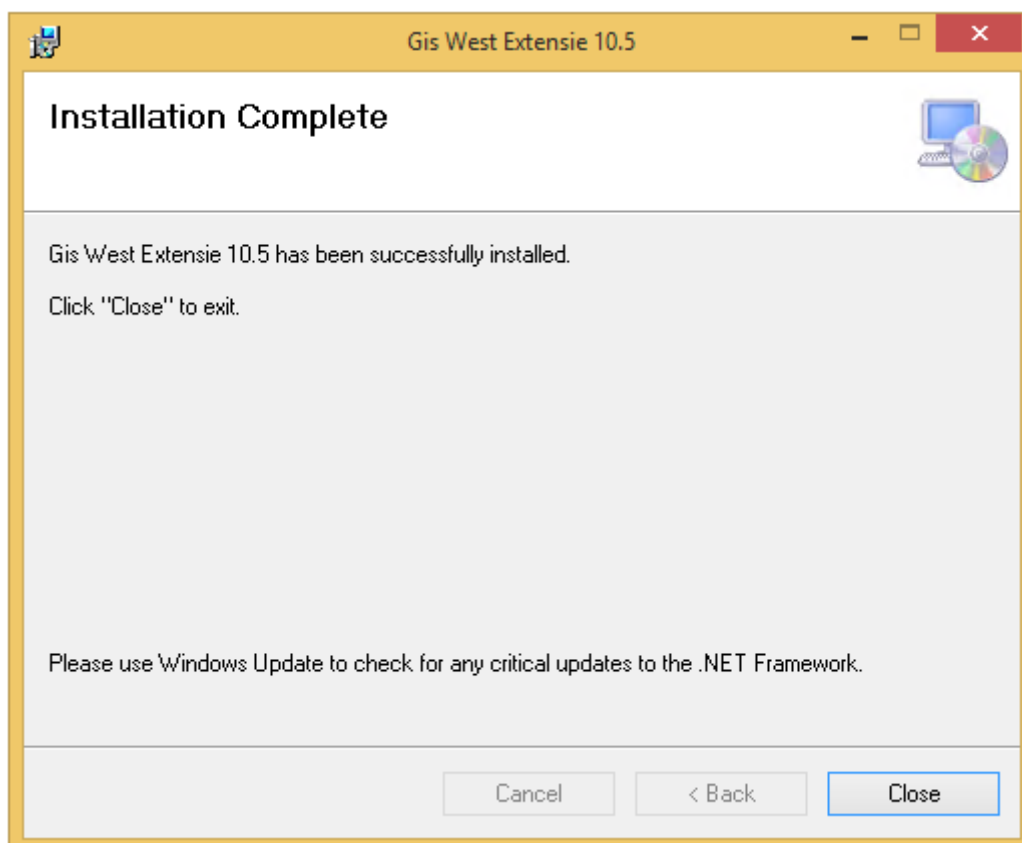 Gis West Extensie 10.5
Installation Complete
Gis West Extensie 10.5 has been successfully installed.
Click "Close" to exit.
Please use Windows Update to check for any critical updates to the .NET Framework.
Cancel
< Back
Close